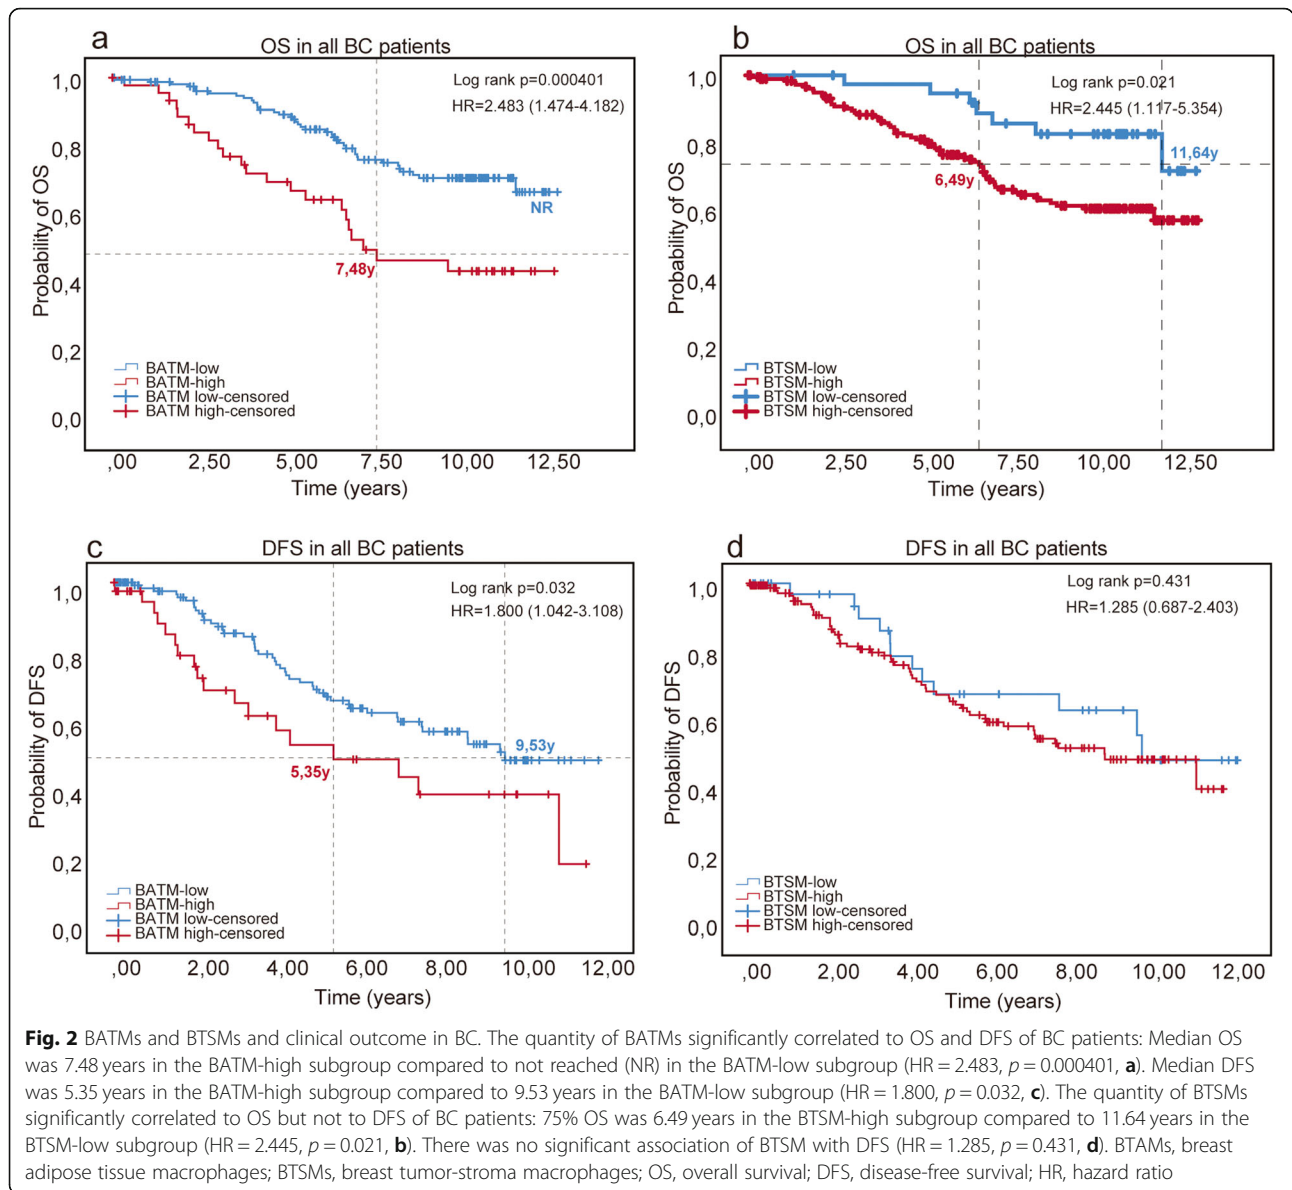 a
OS in all BC patients
Log rank p=0.000401
HR=2.483 (1.474-4.182)
Probability of OS
1,0
0,8
0,6
0,4
0,2
0,0
NR
7,48y
BATM-low
BATM-high
BATM low-censored
BATM high-censored
,00 2,50 5,00 7,50 10,00 12,50
Time (years)
b
OS in all BC patients
Log rank p=0.021
HR=2.445 (1.117-5.354)
Probability of OS
1,0
0,8
0,6
0,4
0,2
0,0
11,64y
6,49y
BTSM-low
BTSM-high
BTSM low-censored
BTSM high-censored
,00 2,50 5,00 7,50 10,00 12,50
Time (years)
c
DFS in all BC patients
Log rank p=0.032
HR=1.800 (1.042-3.108)
Probability of DFS
1,0
0,8
0,6
0,4
0,2
0,0
9,53y
5,35y
BATM-low
BATM-high
BATM low-censored
BATM high-censored
,00 2,00 4,00 6,00 8,00 10,00 12,00
Time (years)
d
DFS in all BC patients
Log rank p=0.431
HR=1.285 (0.687-2.403)
Probability of DFS
1,0
0,8
0,6
0,4
0,2
0,0
BTSM-low
BTSM-high
BTSM low-censored
BTSM high-censored
,00 2,00 4,00 6,00 8,00 10,00 12,00
Time (years)
Fig. 2 BATMs and BTSMs and clinical outcome in BC. The quantity of BATMs significantly correlated to OS and DFS of BC patients: Median OS
was 7.48 years in the BATM-high subgroup compared to not reached (NR) in the BATM-low subgroup (HR = 2.483, p = 0.000401, a). Median DFS
was 5.35 years in the BATM-high subgroup compared to 9.53 years in the BATM-low subgroup (HR = 1.800, p = 0.032, c). The quantity of BTSMs
significantly correlated to OS but not to DFS of BC patients: 75% OS was 6.49 years in the BTSM-high subgroup compared to 11.64 years in the
BTSM-low subgroup (HR = 2.445, p = 0.021, b). There was no significant association of BTSM with DFS (HR = 1.285, p = 0.431, d). BTAMs, breast
adipose tissue macrophages; BTSMs, breast tumor-stroma macrophages; OS, overall survival; DFS, disease-free survival; HR, hazard ratio